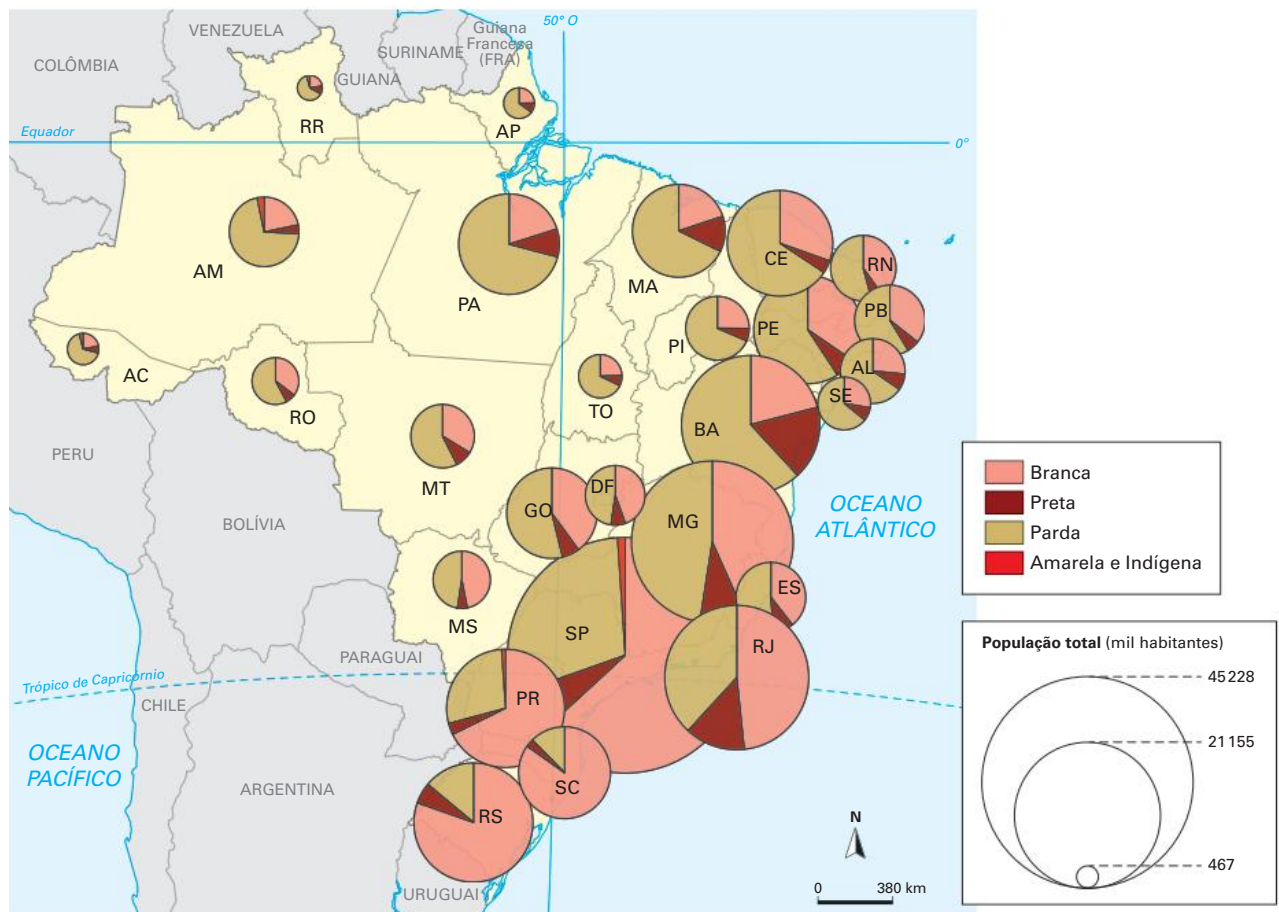 VENEZUELA
Guiana
Francesa
(FRA)
50° O
SURINAME
COLÔMBIA
GUIANA
RR
AP
Equador
0°
AM
PA
MA
CE
RN
PI
PE
PB
AC
RO
TO
AL
SE
BA
PERU
MT
BOLÍVIA
GO
DF
MG
OCEANO
ATLÂNTICO
MS
ES
SP
RJ
PARAGUAI
Trópico de Capricórnio
CHILE
PR
OCEANO
PACÍFICO
ARGENTINA
SC
RS
URUGUAI
N
0 380 km
Branca
Preta
Parda
Amarela e Indígena
População total (mil habitantes)
45 228
21 155
467